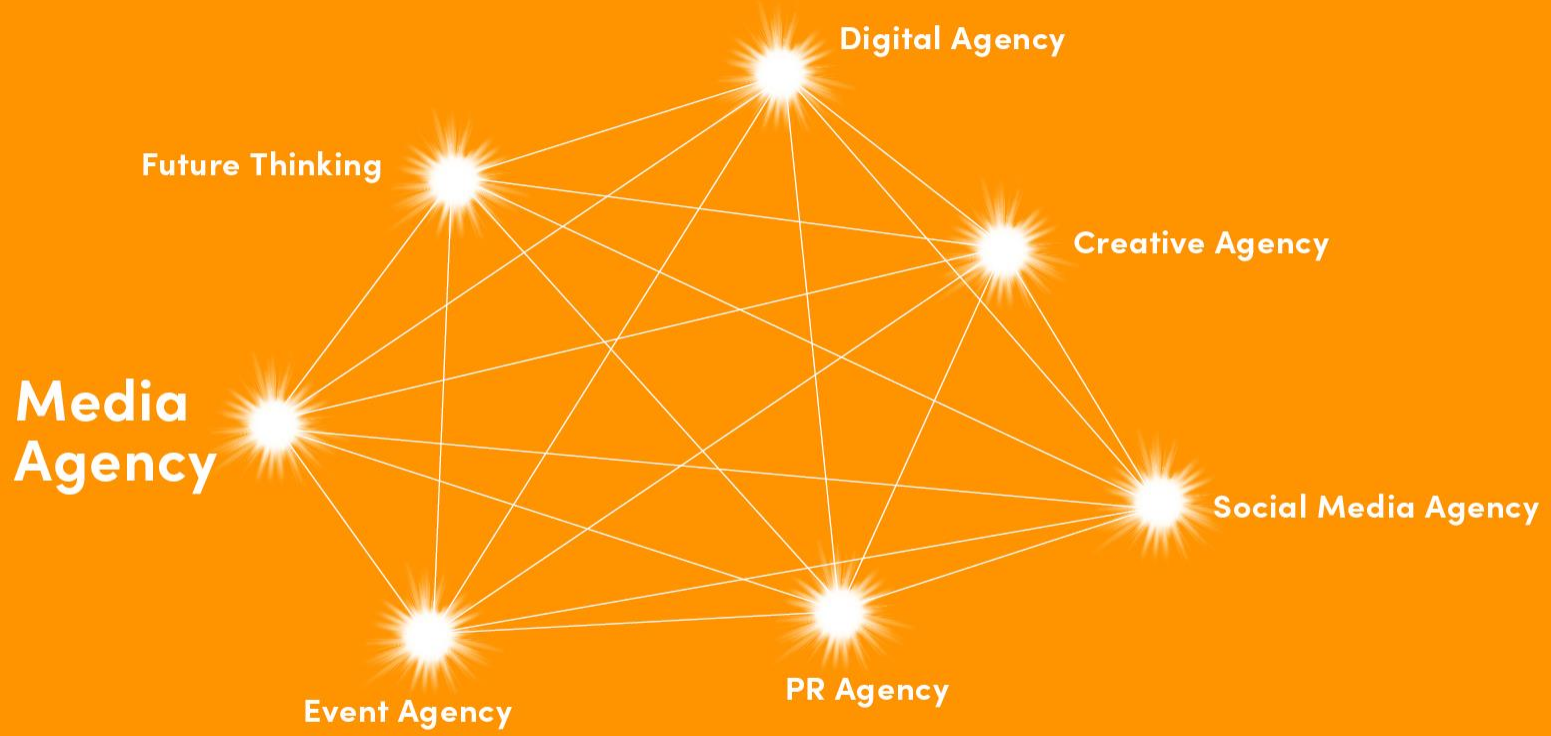 Digital Agency
Future Thinking
Creative Agency
Media
Agency
Social Media Agency
PR Agency
Event Agency